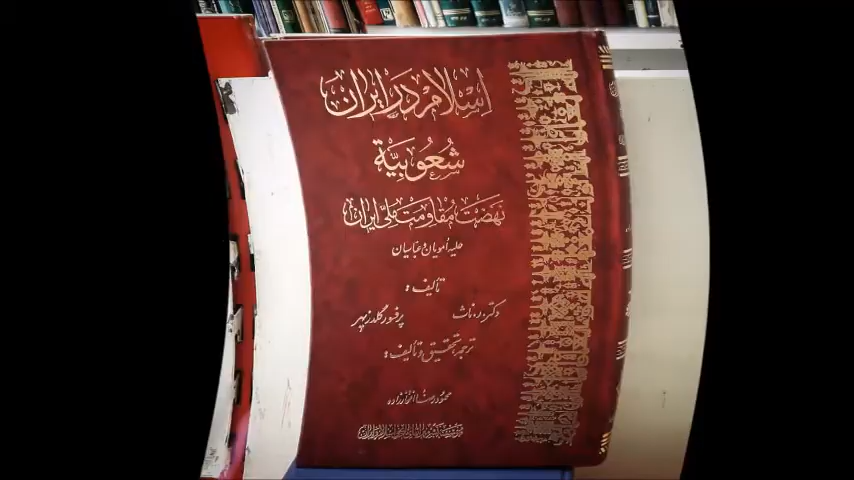 اسلام در ایران
شعوبیّة
نهضت مقاومت ملّی ایران
علیه امویان و عباسیان
تألیف:
دکتر ر. ناث پرفسور گلدزیهر
ترجمه تحقیق و تألیف:
محمود رضا افتخارزاده